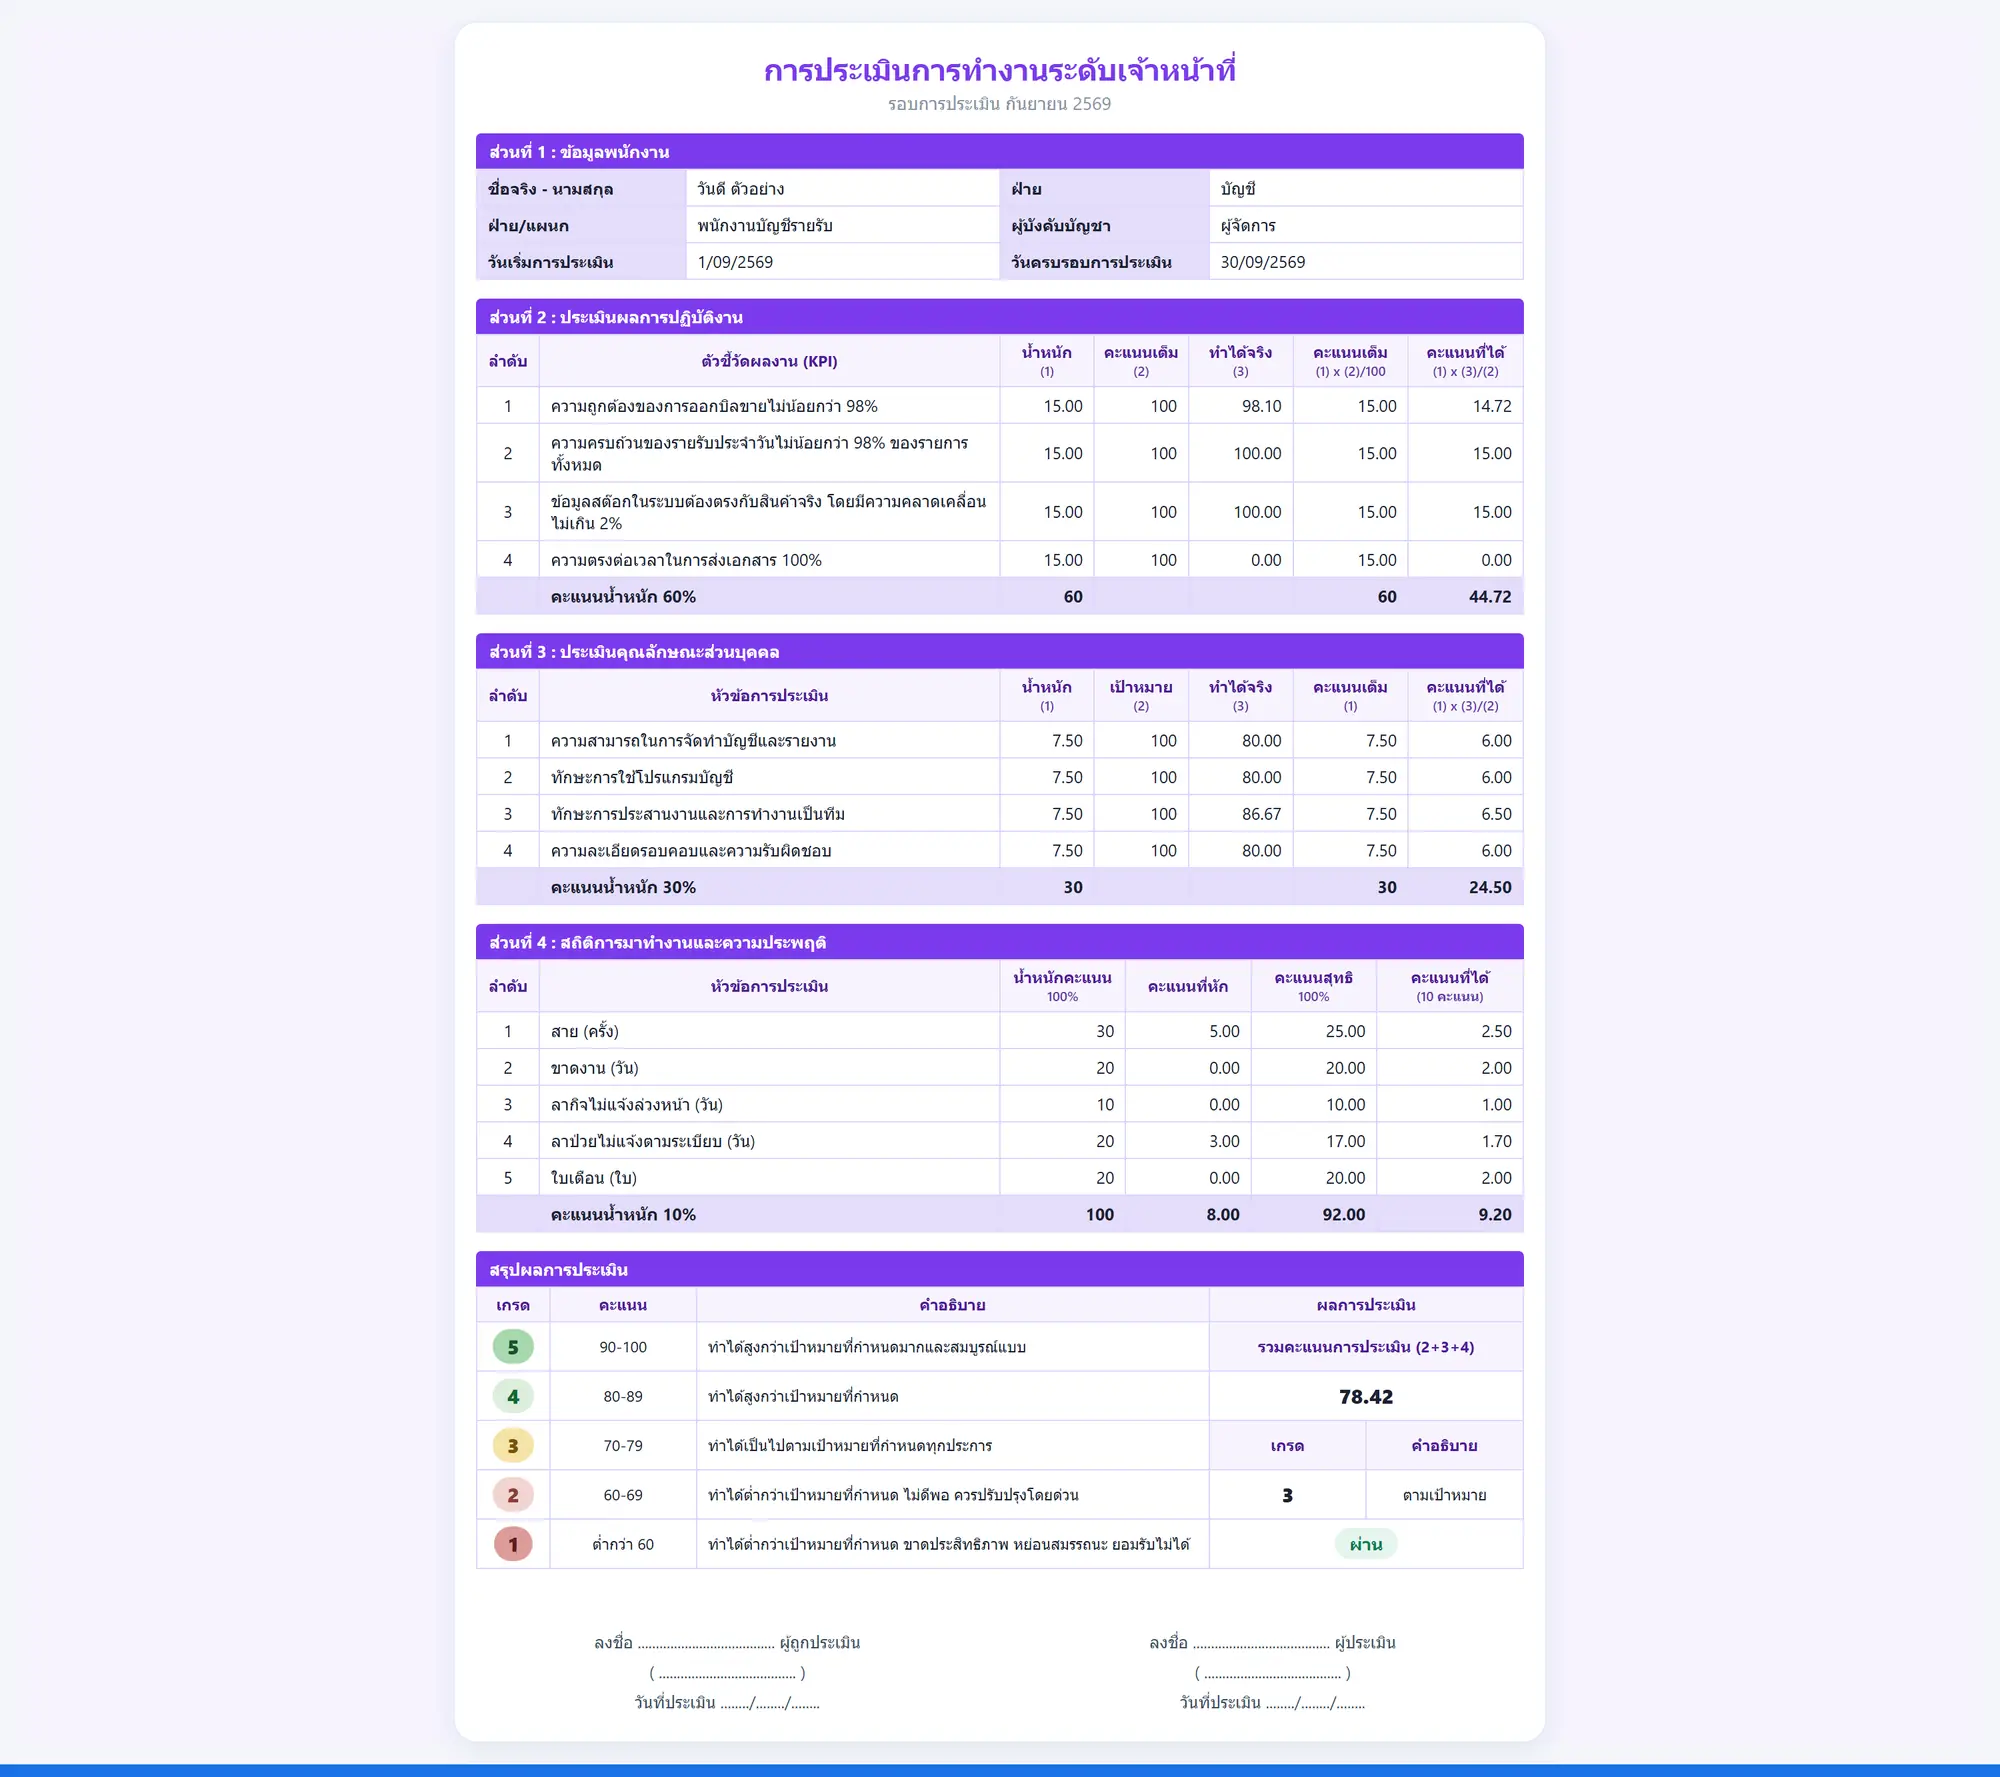 การประเมินการทำงานระดับเจ้าหน้าที่
รอบการประเมิน กันยายน 2569
ส่วนที่ 1 : ข้อมูลพนักงาน
ชื่อจริง - นามสกุล วันดี ตัวอย่าง ฝ่าย บัญชี
ฝ่าย/แผนก พนักงานบัญชีรายรับ ผู้บังคับบัญชา ผู้จัดการ
วันเริ่มการประเมิน 1/09/2569 วันครบรอบการประเมิน 30/09/2569
ส่วนที่ 2 : ประเมินผลการปฏิบัติงาน
ลำดับ ตัวชี้วัดผลงาน (KPI) น้ำหนัก คะแนนเต็ม ทำได้จริง คะแนนเต็ม คะแนนที่ได้
(1) (2) (3) (1) x (2)/100 (1) x (3)/(2)
1 ความถูกต้องของการออกบิลขายไม่น้อยกว่า 98% 15.00 100 98.10 15.00 14.72
2 ความครบถ้วนของรายรับประจำวันไม่น้อยกว่า 98% ของรายการ
ทั้งหมด 15.00 100 100.00 15.00 15.00
3 ข้อมูลสต๊อกในระบบต้องตรงกับสินค้าจริง โดยมีความคลาดเคลื่อน
ไม่เกิน 2% 15.00 100 100.00 15.00 15.00
4 ความตรงต่อเวลาในการส่งเอกสาร 100% 15.00 100 0.00 15.00 0.00
คะแนนน้ำหนัก 60% 60 60 44.72
ส่วนที่ 3 : ประเมินคุณลักษณะส่วนบุคคล
ลำดับ หัวข้อการประเมิน น้ำหนัก เป้าหมาย ทำได้จริง คะแนนเต็ม คะแนนที่ได้
(1) (2) (3) (1) (1) x (3)/(2)
1 ความสามารถในการจัดทำบัญชีและรายงาน 7.50 100 80.00 7.50 6.00
2 ทักษะการใช้โปรแกรมบัญชี 7.50 100 80.00 7.50 6.00
3 ทักษะการประสานงานและการทำงานเป็นทีม 7.50 100 86.67 7.50 6.50
4 ความละเอียดรอบคอบและความรับผิดชอบ 7.50 100 80.00 7.50 6.00
คะแนนน้ำหนัก 30% 30 30 24.50
ส่วนที่ 4 : สถิติการมาทำงานและความประพฤติ
ลำดับ หัวข้อการประเมิน น้ำหนักคะแนน คะแนนที่หัก คะแนนสุทธิ คะแนนที่ได้
100% 100% (10 คะแนน)
1 สาย (ครั้ง) 30 5.00 25.00 2.50
2 ขาดงาน (วัน) 20 0.00 20.00 2.00
3 ลากิจไม่แจ้งล่วงหน้า (วัน) 10 0.00 10.00 1.00
4 ลาป่วยไม่แจ้งตามระเบียบ (วัน) 20 3.00 17.00 1.70
5 ใบเตือน (ใบ) 20 0.00 20.00 2.00
คะแนนน้ำหนัก 10% 100 8.00 92.00 9.20
สรุปผลการประเมิน
เกรด คะแนน คำอธิบาย ผลการประเมิน
5 90-100 ทำได้สูงกว่าเป้าหมายที่กำหนดมากและสมบูรณ์แบบ รวมคะแนนการประเมิน (2+3+4)
4 80-89 ทำได้สูงกว่าเป้าหมายที่กำหนด 78.42
3 70-79 ทำได้เป็นไปตามเป้าหมายที่กำหนดทุกประการ เกรด คำอธิบาย
2 60-69 ทำได้ต่ำกว่าเป้าหมายที่กำหนด ไม่ดีพอ ควรปรับปรุงโดยด่วน 3 ตามเป้าหมาย
1 ต่ำกว่า 60 ทำได้ต่ำกว่าเป้าหมายที่กำหนด ขาดประสิทธิภาพ หย่อนสมรรถนะ ยอมรับไม่ได้ ผ่าน
ลงชื่อ ...................................... ผู้ถูกประเมิน ลงชื่อ ...................................... ผู้ประเมิน
( ...................................... ) ( ...................................... )
วันที่ประเมิน ......../......../........ วันที่ประเมิน ......../......../........